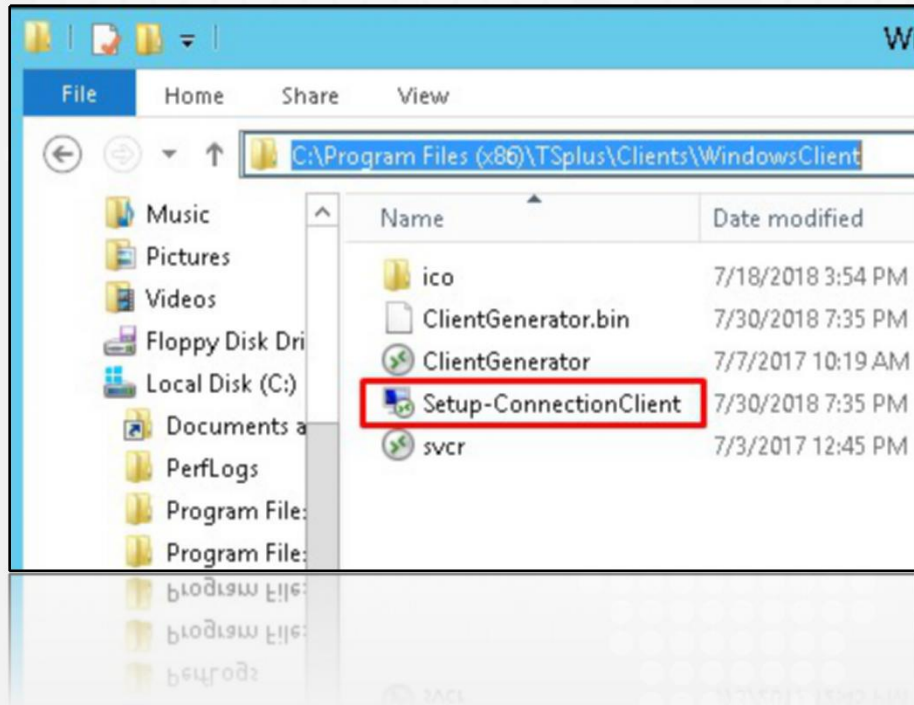 Wi
File Home Share View
C:\Program Files (x86)\TSplus\Clients\WindowsClient
Music
Pictures
Videos
Floppy Disk Dri
Local Disk (C:)
Documents a
PerfLogs
Program File:
Program File:
Name Date modified
ico 7/18/2018 3:54 PM
ClientGenerator.bin 7/30/2018 7:35 PM
ClientGenerator 7/7/2017 10:19 AM
Setup-ConnectionClient 7/30/2018 7:35 PM
svcr 7/3/2017 12:45 PM